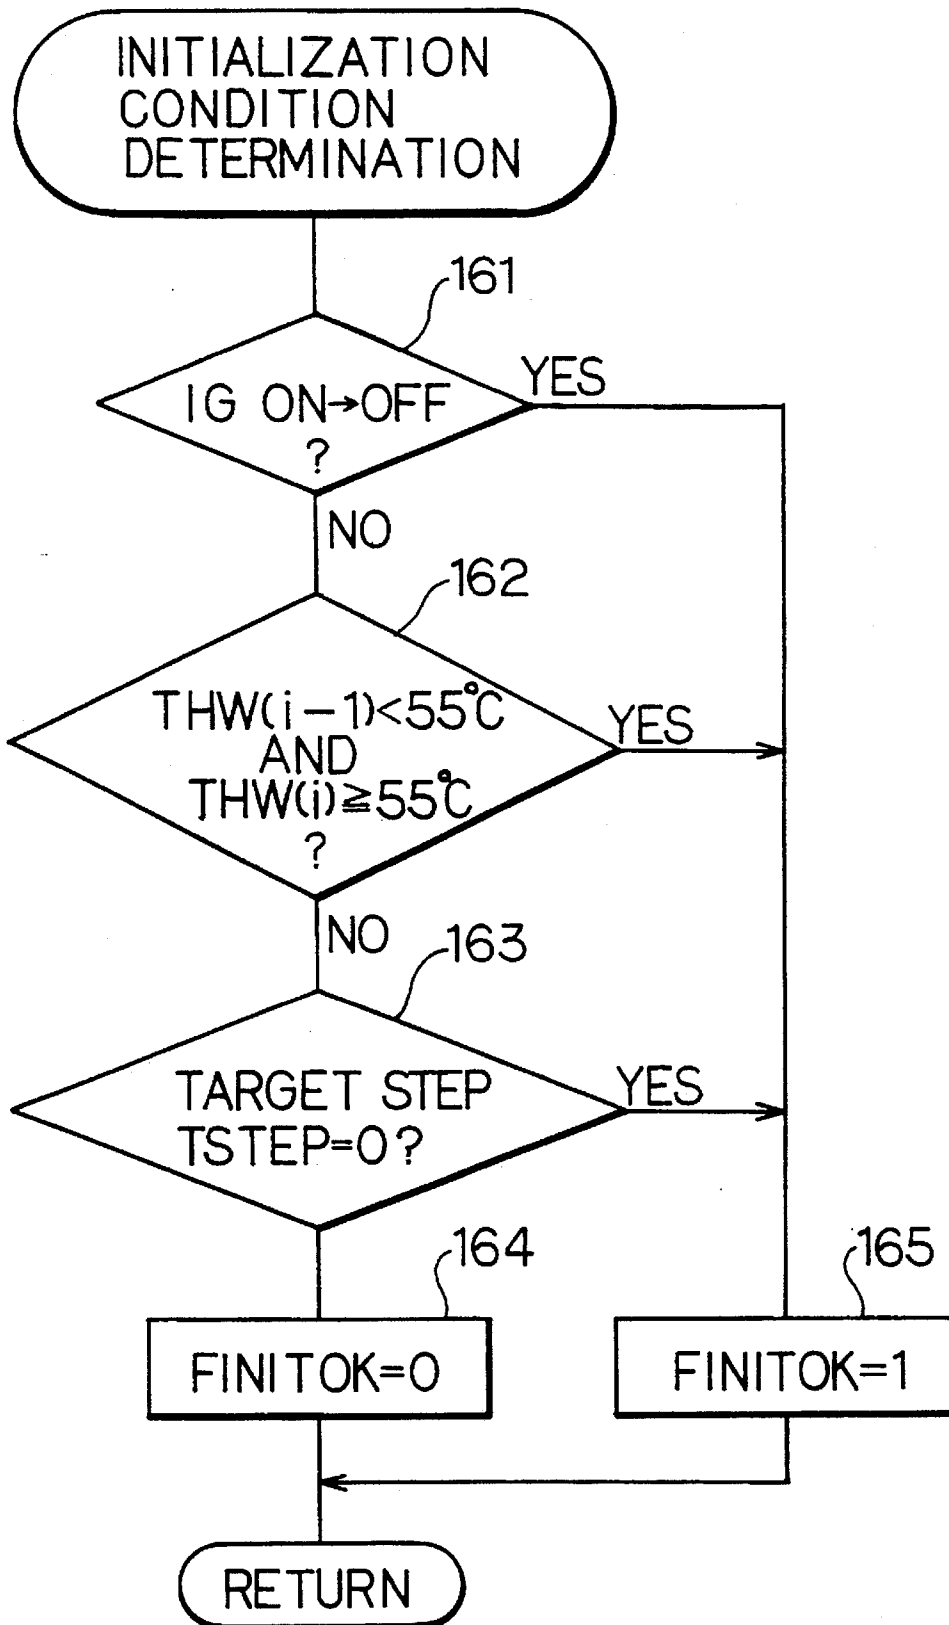 INITIALIZATION
CONDITION
DETERMINATION
161
IG ON→OFF
?
YES
NO
162
THW(i-1)<55°C
AND
THW(i)≧55°C
?
YES
NO
163
TARGET STEP
TSTEP=0?
YES
164
FINITOK=0
165
FINITOK=1
RETURN